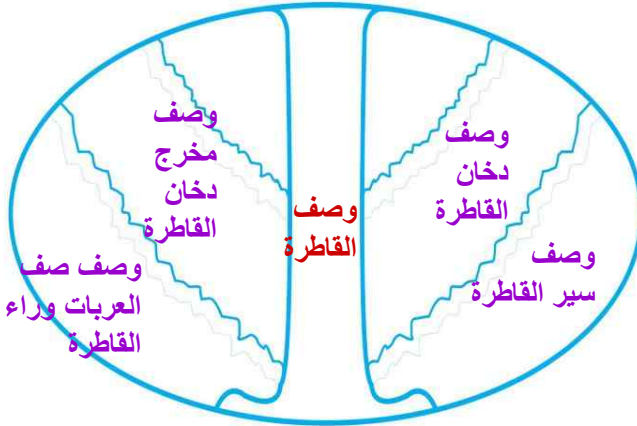 وصف
دخان
القاطرة
وصف
سير القاطرة
وصف
القاطرة
وصف
مخرج
دخان
القاطرة
وصف صف
العربات وراء
القاطرة